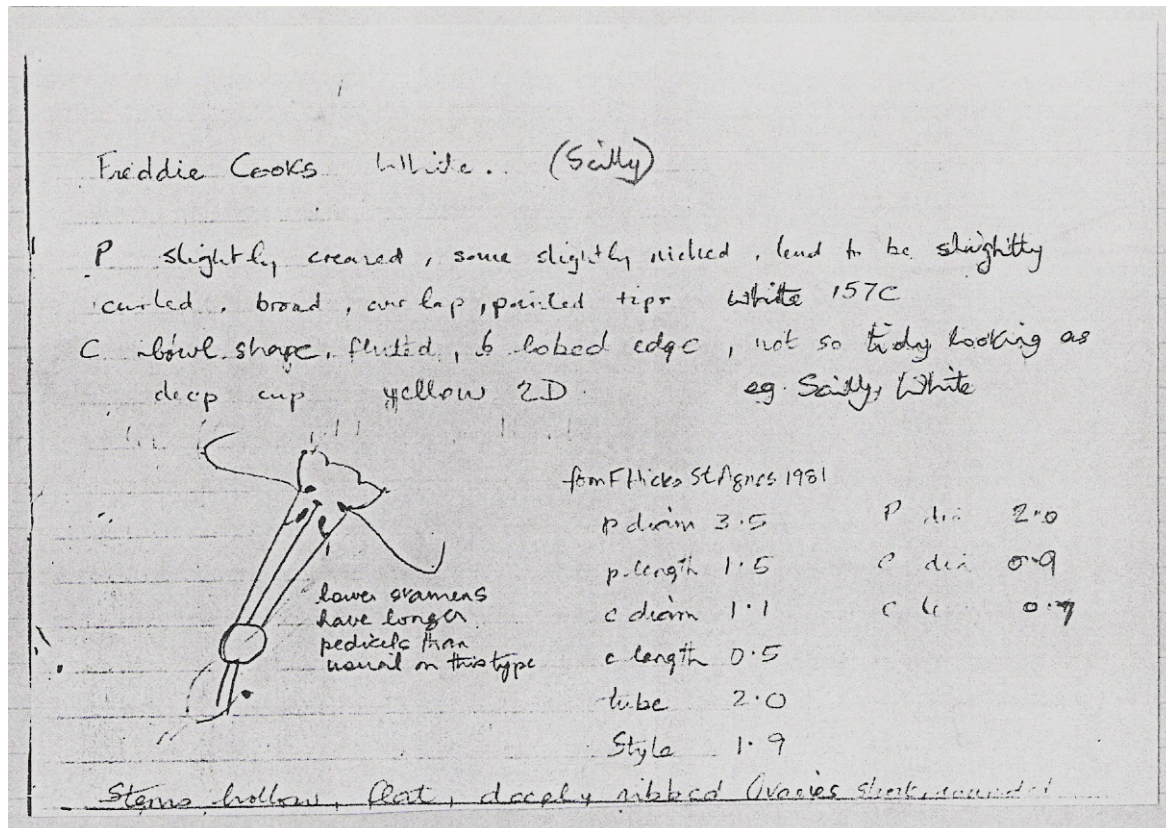 Freddie Cooks White. (Scilly)
P slightly creased, some slightly nicked, tend to be slightly
curled, broad, overlap, pointed tips White 157C
C bowl shape, fluted, 6 lobed edge, not so tidy looking as
deep cup yellow 2D eg. Scilly White
from F Hicks St Agnes 1981
p diam 3.5 P dia 2.0
p. length 1.5 C dia 0.9
c diam 1.1 C le 0.7
c length 0.5
tube 2.0
Style 1.9
lower stamens
have longer
pedicels than
usual on this type
Stems hollow, flat, deeply ribbed Ovaries short, rounded